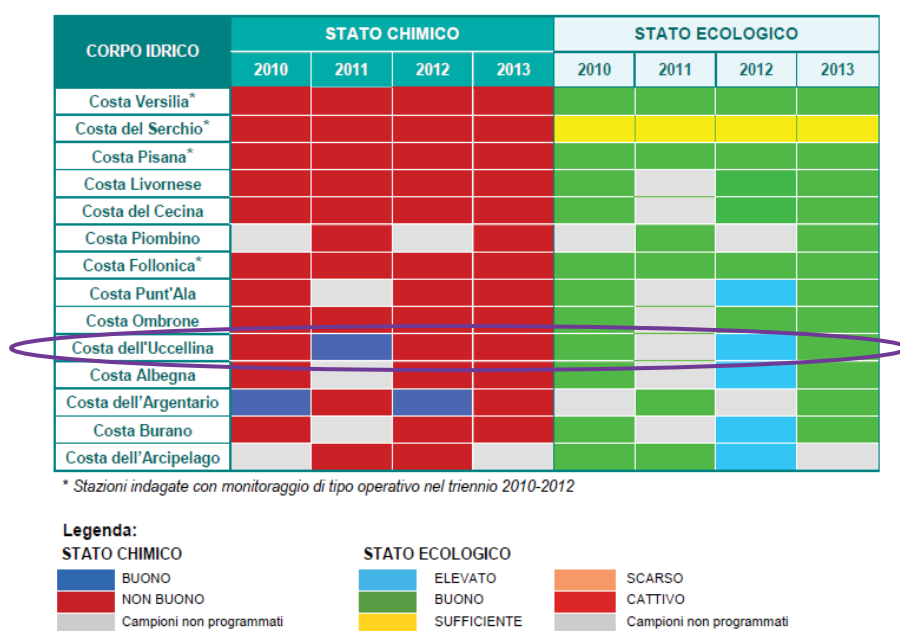 CORPO IDRICO STATO CHIMICO STATO ECOLOGICO
2010 2011 2012 2013 2010 2011 2012 2013
Costa Versilia*
Costa del Serchio*
Costa Pisana*
Costa Livornese
Costa del Cecina
Costa Piombino
Costa Follonica*
Costa Punt'Ala
Costa Ombrone
Costa dell'Uccellina
Costa Albegna
Costa dell'Argentario
Costa Burano
Costa dell'Arcipelago
* Stazioni indagate con monitoraggio di tipo operativo nel triennio 2010-2012
Legenda:
STATO CHIMICO STATO ECOLOGICO
BUONO ELEVATO SCARSO
NON BUONO BUONO CATTIVO
Campioni non programmati SUFFICIENTE Campioni non programmati